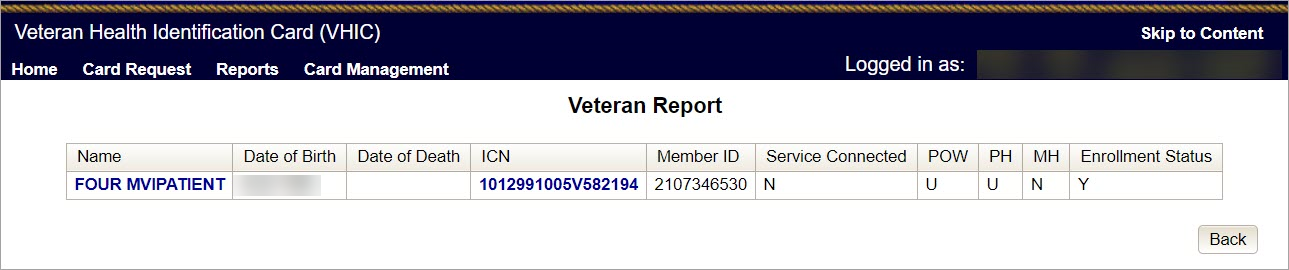 Veteran Health Identification Card (VHIC)
Skip to Content
Home Card Request Reports Card Management
Logged in as:
Veteran Report
Name Date of Birth Date of Death ICN Member ID Service Connected POW PH MH Enrollment Status
FOUR MVIPATIENT 1012991005V582194 2107346530 N U U N Y
Back